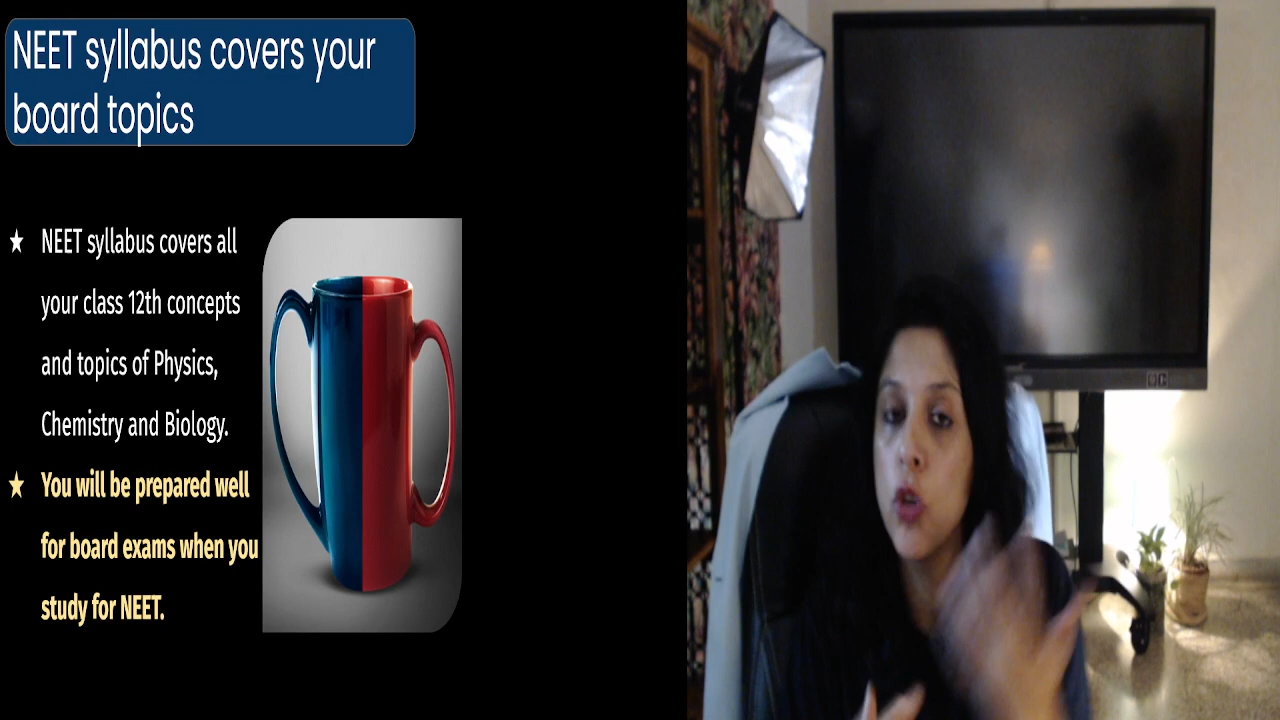 NEET syllabus covers your
board topics
★ NEET syllabus covers all
your class 12th concepts
and topics of Physics,
Chemistry and Biology.
★ You will be prepared well
for board exams when you
study for NEET.